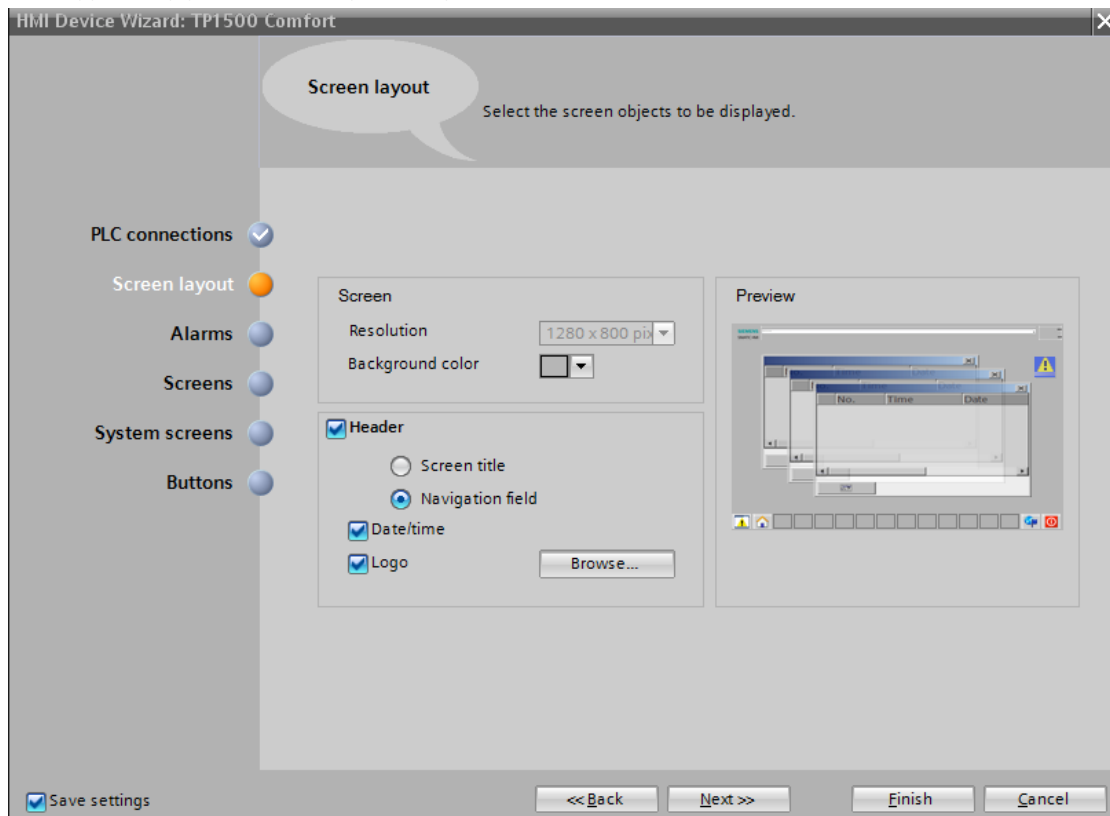 HMI Device Wizard: TP1500 Comfort
Screen layout
Select the screen objects to be displayed.
PLC connections
Screen layout
Alarms
Screens
System screens
Buttons
Screen
Resolution
1280 x 800 pix
Background color
Header
Screen title
Navigation field
Date/time
Logo
Browse...
Preview
No. Time Date
Save settings
<< Back
Next >>
Finish
Cancel